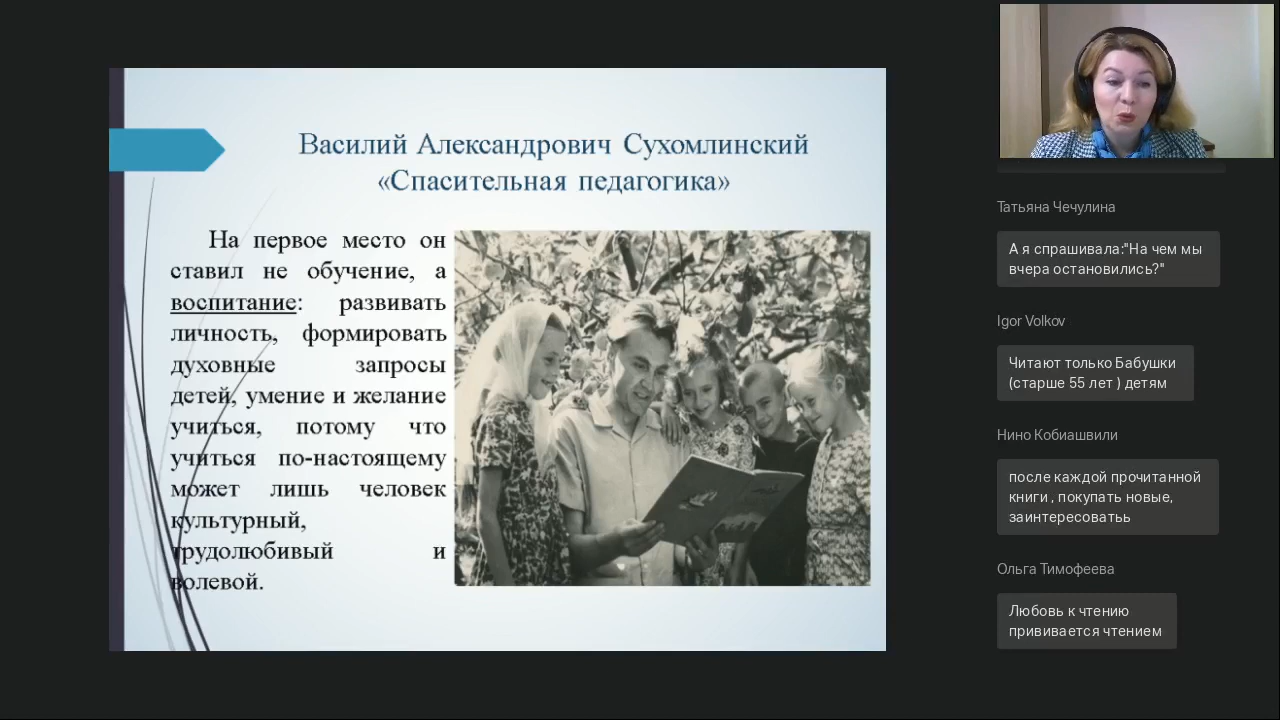 Василий Александрович Сухомлинский
«Спасительная педагогика»
На первое место он
ставил не обучение, а
воспитание: развивать
личность, формировать
духовные запросы
детей, умение и желание
учиться, потому что
учиться по-настоящему
может лишь человек
культурный,
трудолюбивый и
волевой.
Татьяна Чечулина
А я спрашивала:"На чем мы
вчера остановились?"
Igor Volkov
Читают только Бабушки
(старше 55 лет ) детям
Нино Кобиашвили
после каждой прочитанной
книги , покупать новые,
заинтересоватьь
Ольга Тимофеева
Любовь к чтению
прививается чтением